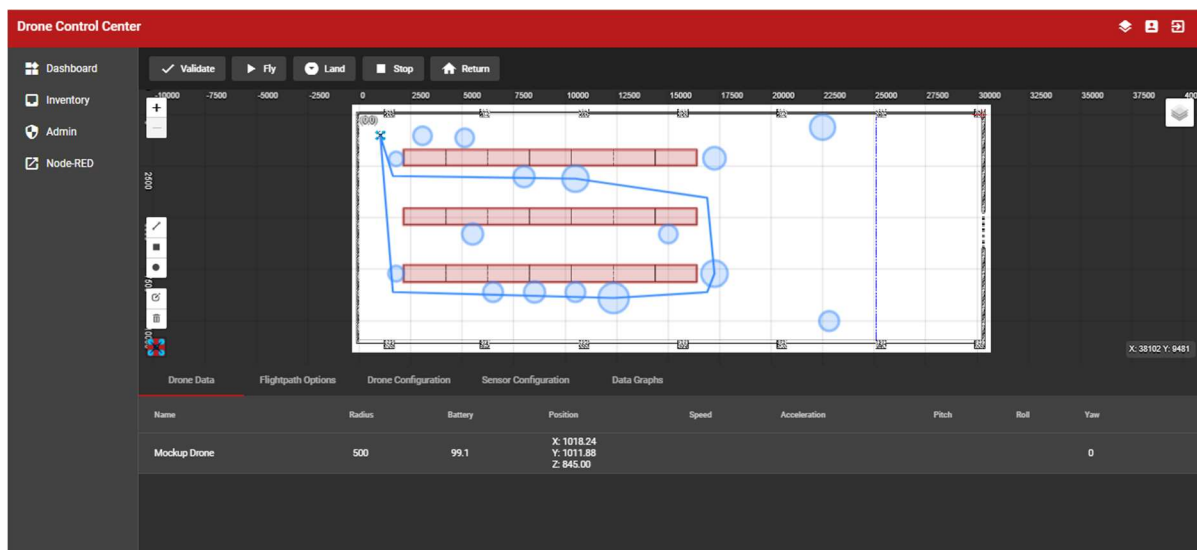 Drone Control Center
Dashboard
Inventory
Admin
Node-RED
Validate Fly Land Stop Return
-10000 -7500 -5000 -2500 0 2500 5000 7500 10000 12500 15000 17500 20000 22500 25000 27500 30000 32500 35000 37500
+
(0,0)
2500
X: 38102 Y: 9481
Drone Data Flightpath Options Drone Configuration Sensor Configuration Data Graphs
Name Radius Battery Position Speed Acceleration Pitch Roll Yaw
Mockup Drone 500 99.1 X: 1018.24 0
Y: 1011.88
Z: 845.00